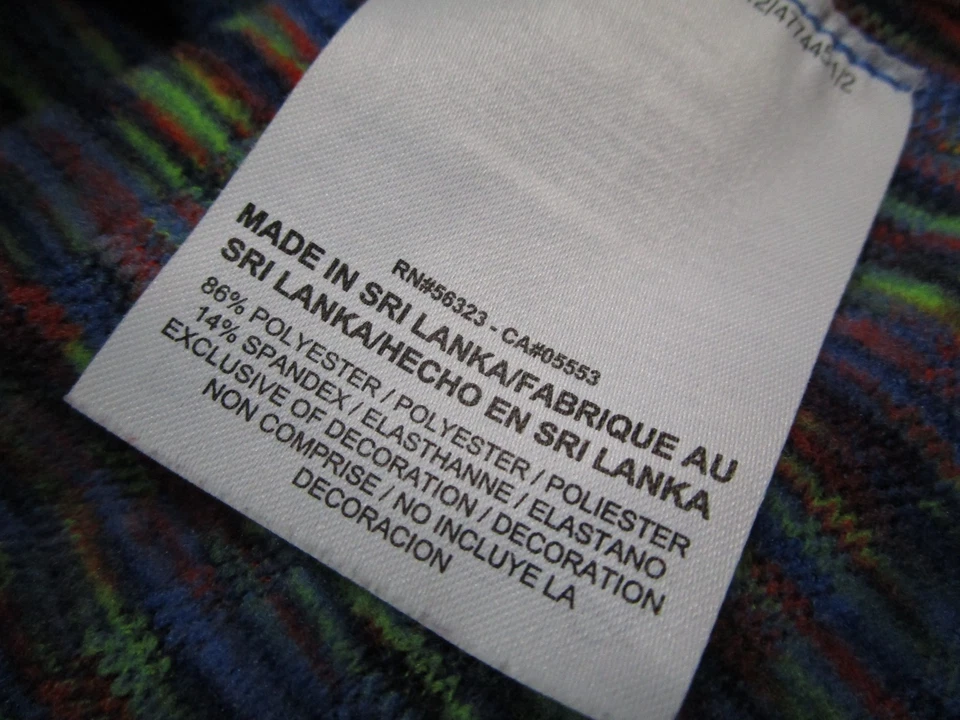 RN#56323 - CA#05553
MADE IN SRI LANKA/FABRIQUE AU
SRI LANKA/HECHO EN SRI LANKA
86% POLYESTER / POLYESTER / POLIESTER
14% SPANDEX / ELASTHANNE / ELASTANO
EXCLUSIVE OF DECORATION / DECORATION
NON COMPRISE / NO INCLUYE LA
DECORACION